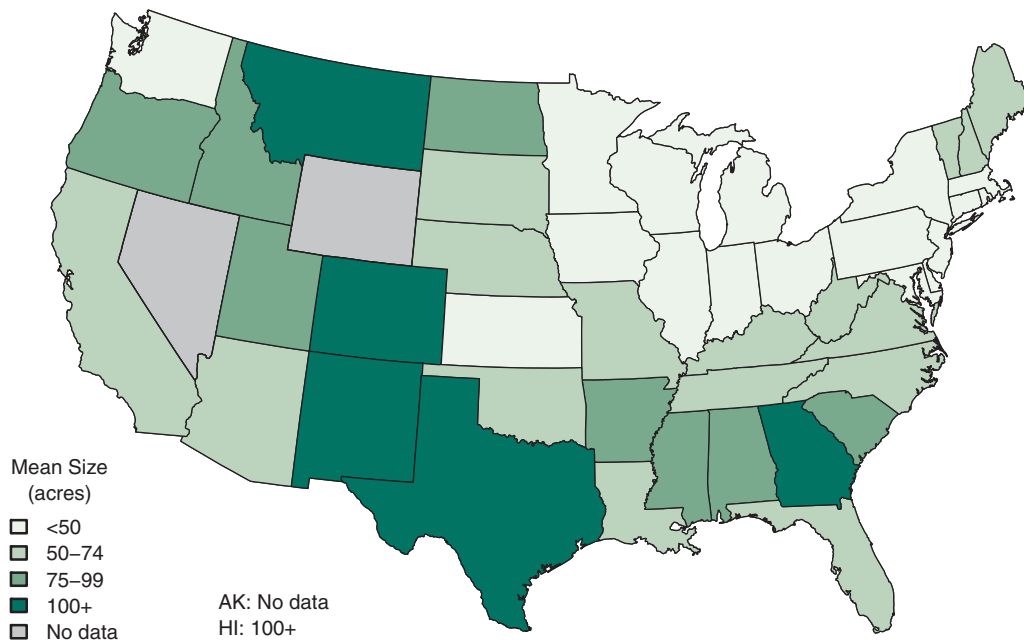 Mean Size
(acres)
<50
50–74
75–99
100+
No data
AK: No data
HI: 100+